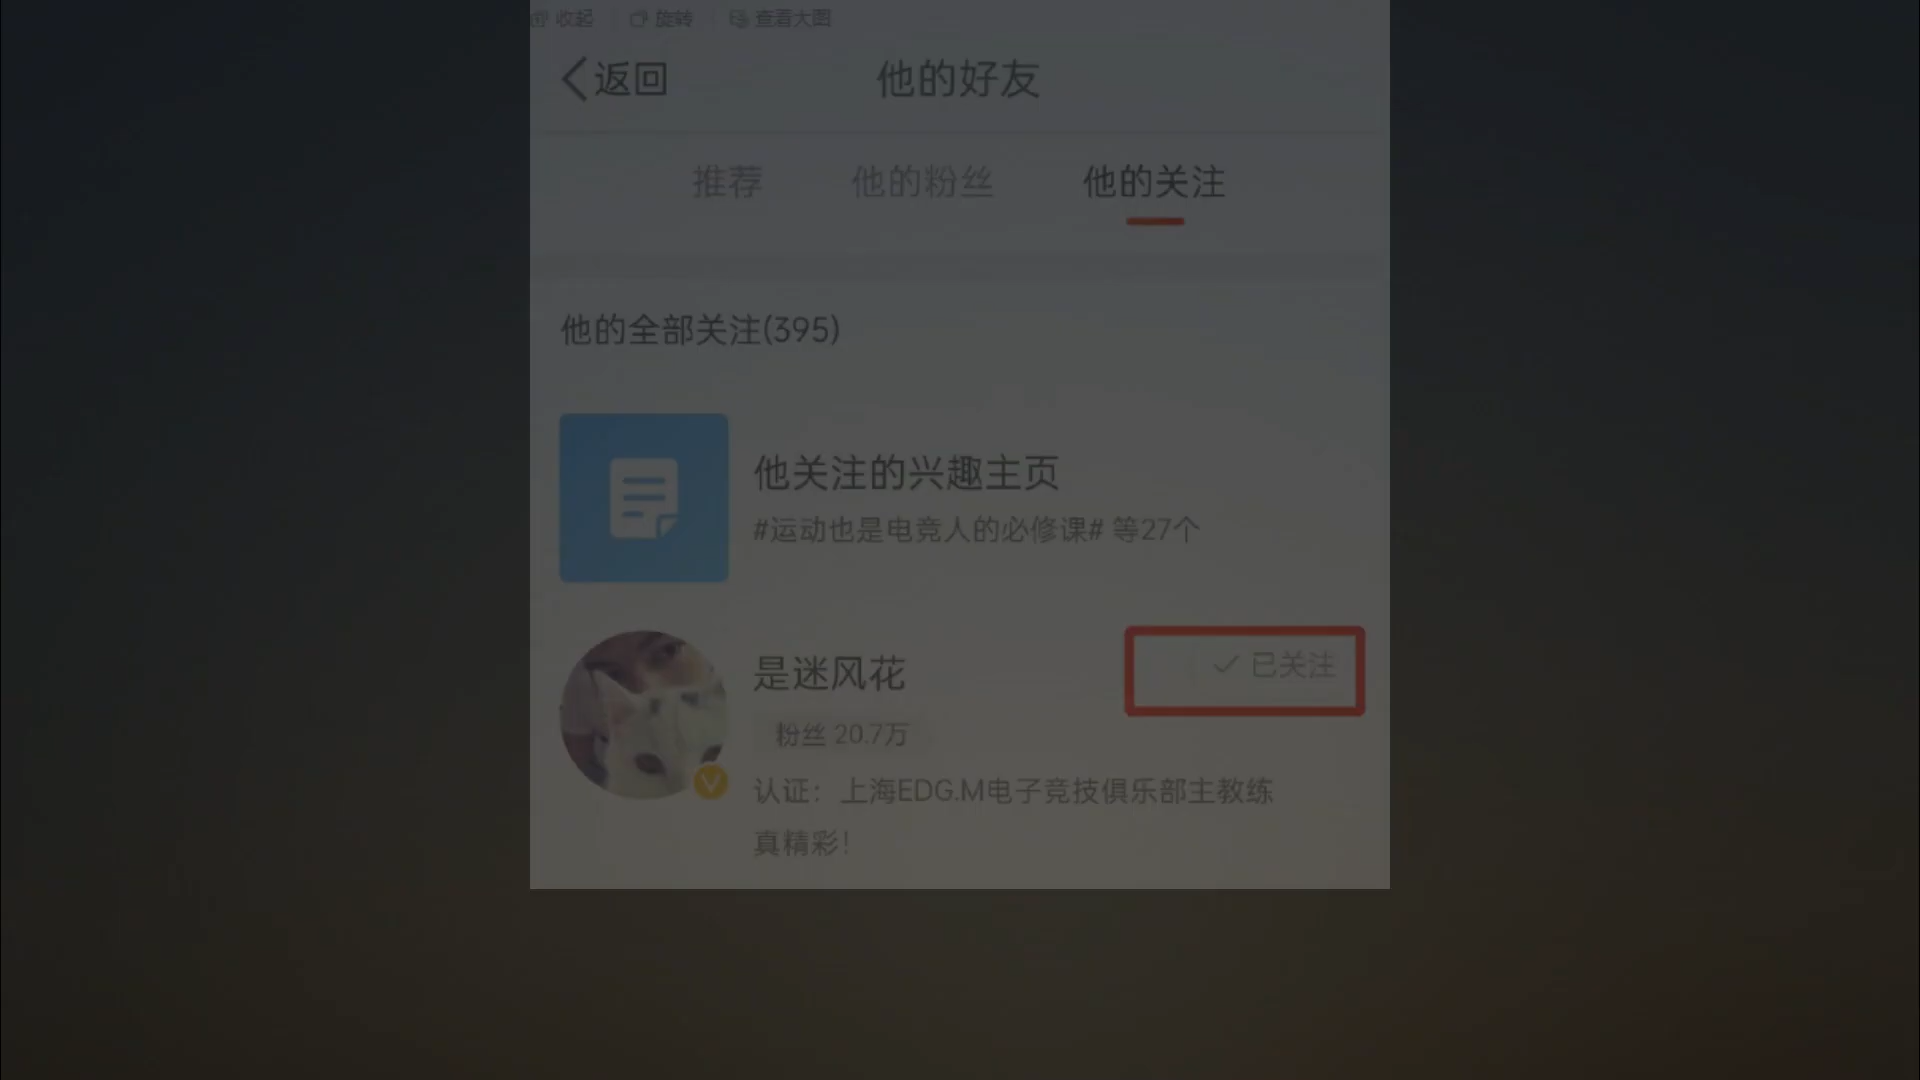 收起 旋转 查看大图
返回 他的好友
推荐 他的粉丝 他的关注
他的全部关注(395)
他关注的兴趣主页
#运动也是电竞人的必修课# 等27个
是迷风花 已关注
粉丝 20.7万
认证：上海EDG.M电子竞技俱乐部主教练
真精彩！